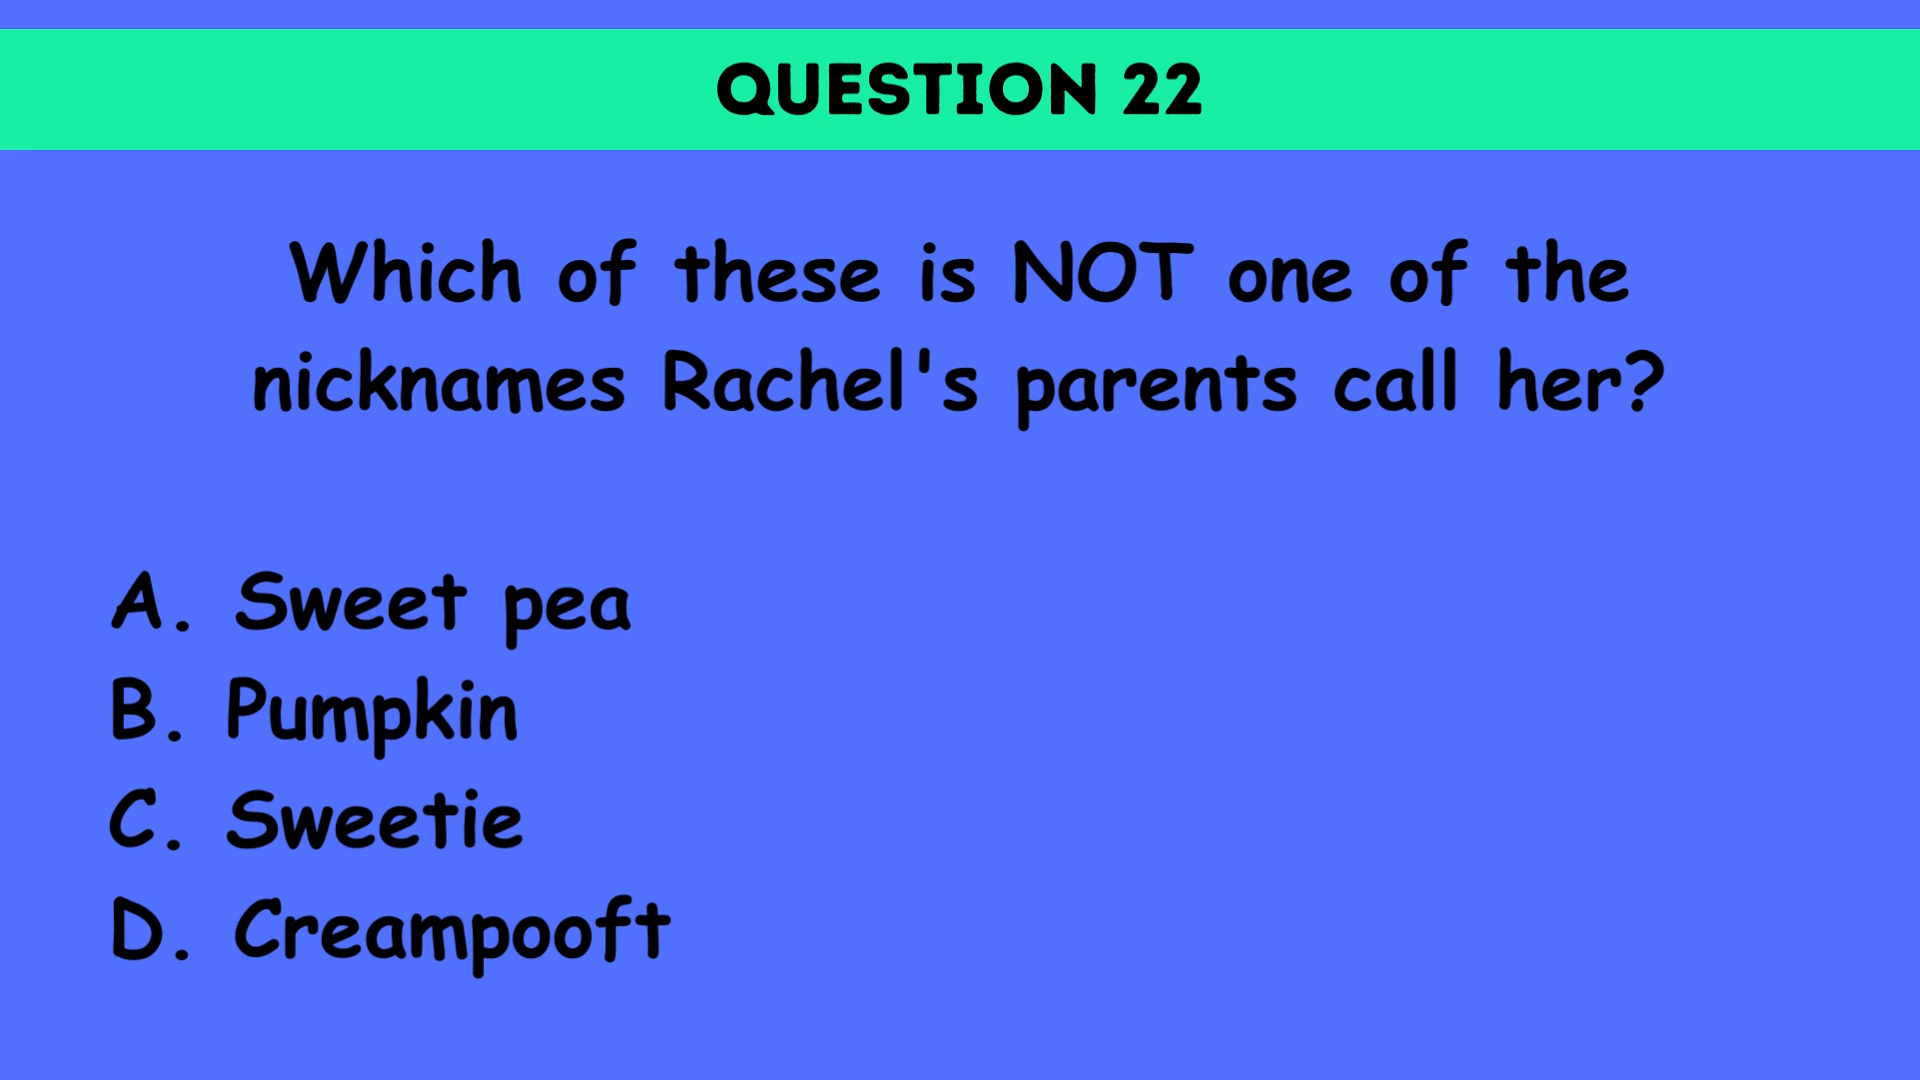 QUESTION 22
Which of these is NOT one of the
nicknames Rachel's parents call her?
A. Sweet pea
B. Pumpkin
C. Sweetie
D. Creampooft